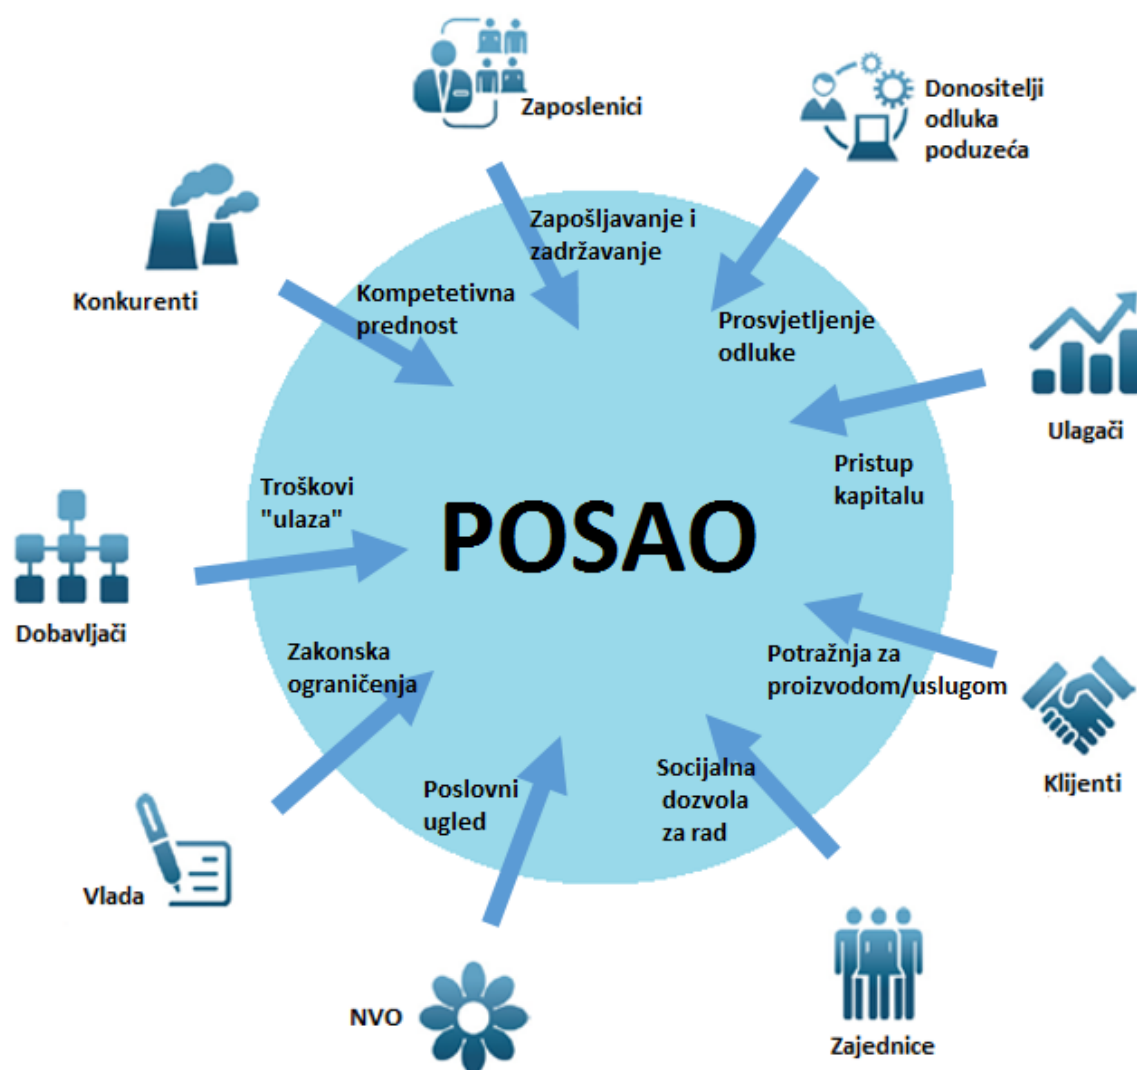 Zaposlenici
Donositelji
odluka
poduzeća
Konkurenti
Zapošljavanje i
zadržavanje
Kompetetivna
prednost
Prosvjetljenje
odluke
Ulagači
Pristup
kapitalu
Troškovi
"ulaza"
POSAO
Dobavljači
Zakonska
ograničenja
Potražnja za
proizvodom/uslugom
Klijenti
Poslovni
ugled
Socijalna
dozvola
za rad
Vlada
NVO
Zajednice